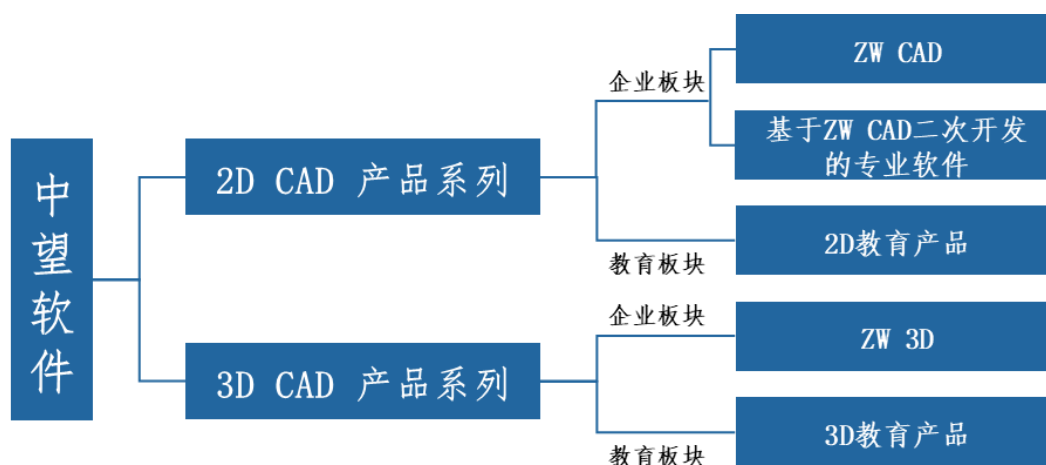 中望软件
2D CAD 产品系列
企业板块
ZW CAD
基于ZW CAD二次开发
的专业软件
教育板块
2D教育产品
3D CAD 产品系列
企业板块
ZW 3D
教育板块
3D教育产品